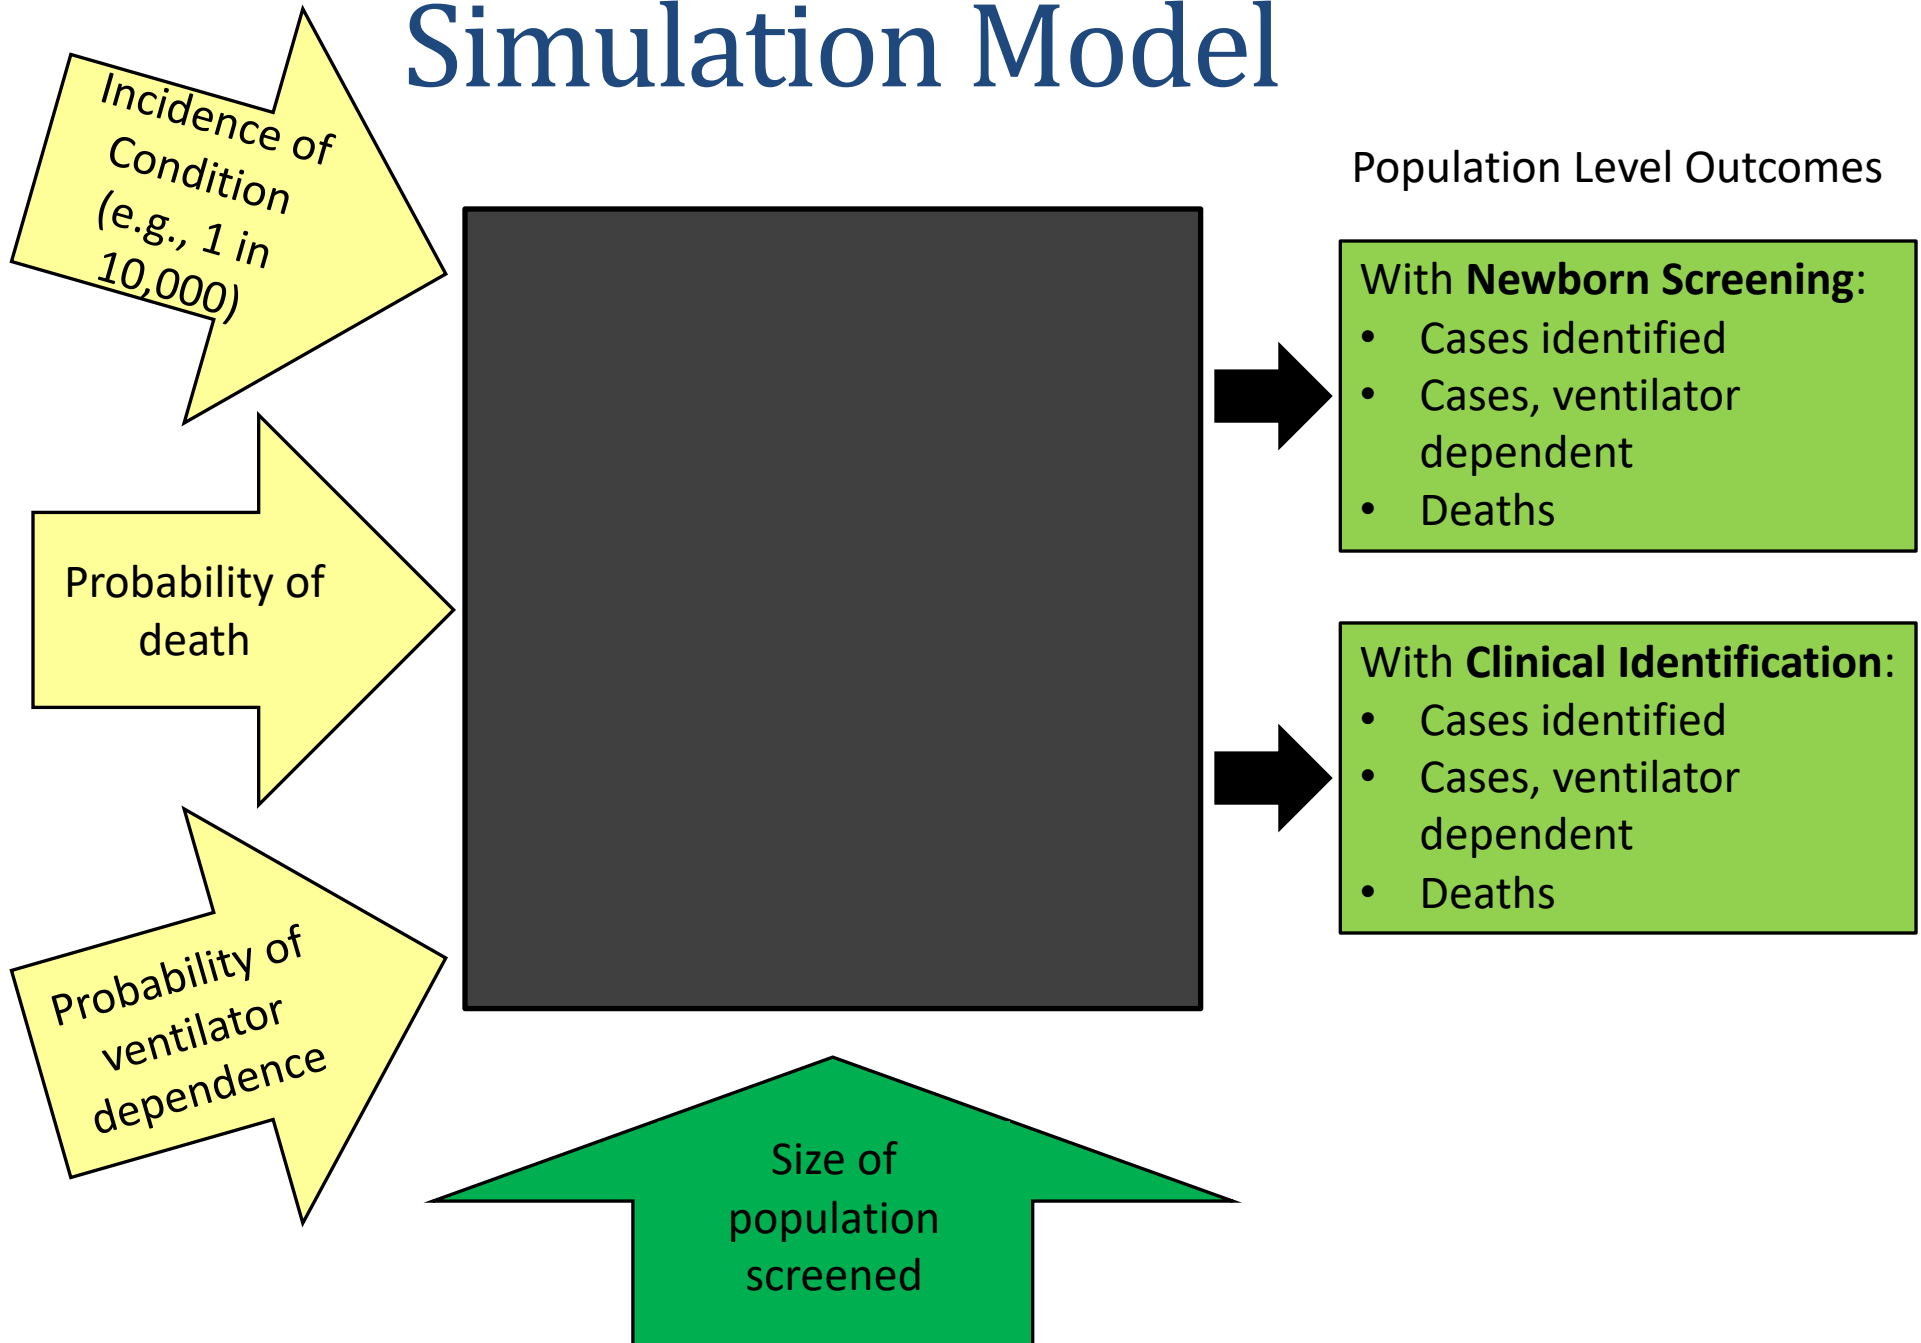 Simulation Model
Incidence of
Condition
(e.g., 1 in
10,000)
Probability of
death
Probability of
ventilator
dependence
Size of
population
screened
Population Level Outcomes
With Newborn Screening:
• Cases identified
• Cases, ventilator
dependent
• Deaths
With Clinical Identification:
• Cases identified
• Cases, ventilator
dependent
• Deaths